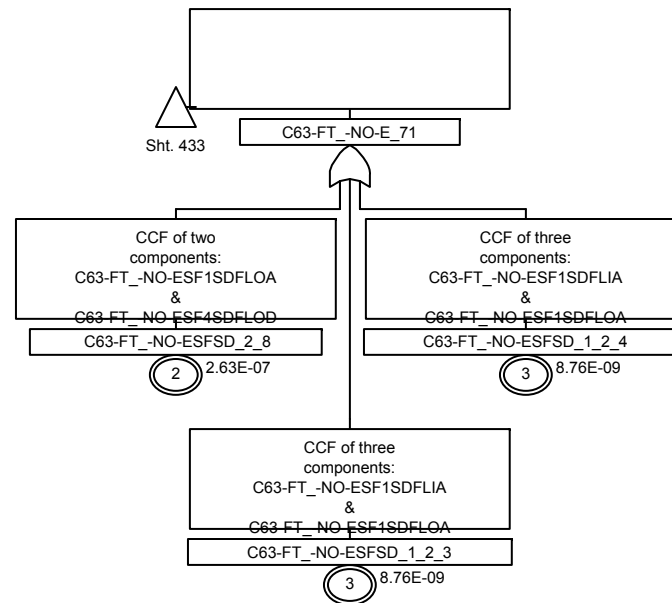 Sht. 433
C63-FT_-NO-E_71
CCF of two
components:
C63-FT_-NO-ESF1SDFLOA
&
C63-FT_-NO-ESF4SDFLOD
C63-FT_-NO-ESFSD_2_8
2
2.63E-07
CCF of three
components:
C63-FT_-NO-ESF1SDFLIA
&
C63-FT_-NO-ESF1SDFLOA
C63-FT_-NO-ESFSD_1_2_4
3
8.76E-09
CCF of three
components:
C63-FT_-NO-ESF1SDFLIA
&
C63-FT_-NO-ESF1SDFLOA
C63-FT_-NO-ESFSD_1_2_3
3
8.76E-09